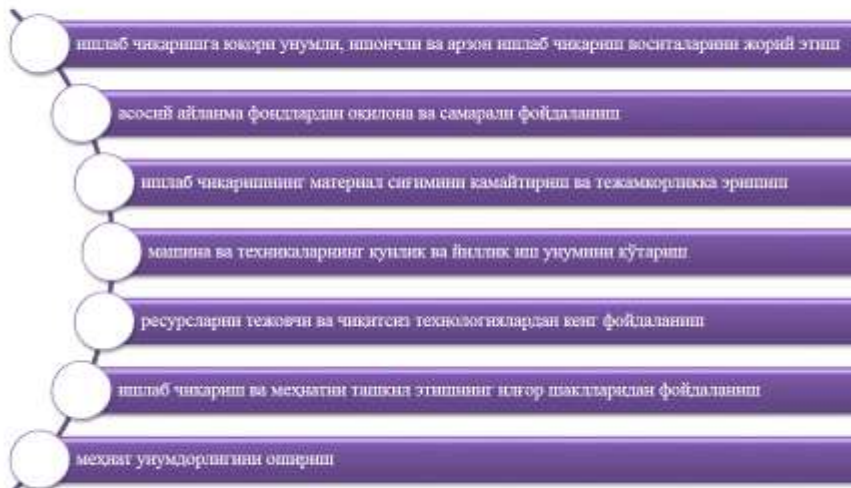 ишлаб чиқаришга юқори унумли, ишончли ва арзон ишлаб чиқариш воситаларини жорий этиш
асосий айланма фондлардан оқилона ва самарали фойдаланиш
ишлаб чиқаришнинг материал сиғимини камайтириш ва тежамкорликка эришиш
машина ва техникаларнинг кунлик ва йиллик иш унумини кўтариш
ресурсларни тежовчи ва чиқитсиз технологиялардан кенг фойдаланиш
ишлаб чиқариш ва меҳнатни ташкил этишнинг илғор шаклларидан фойдаланиш
меҳнат унумдорлигини ошириш